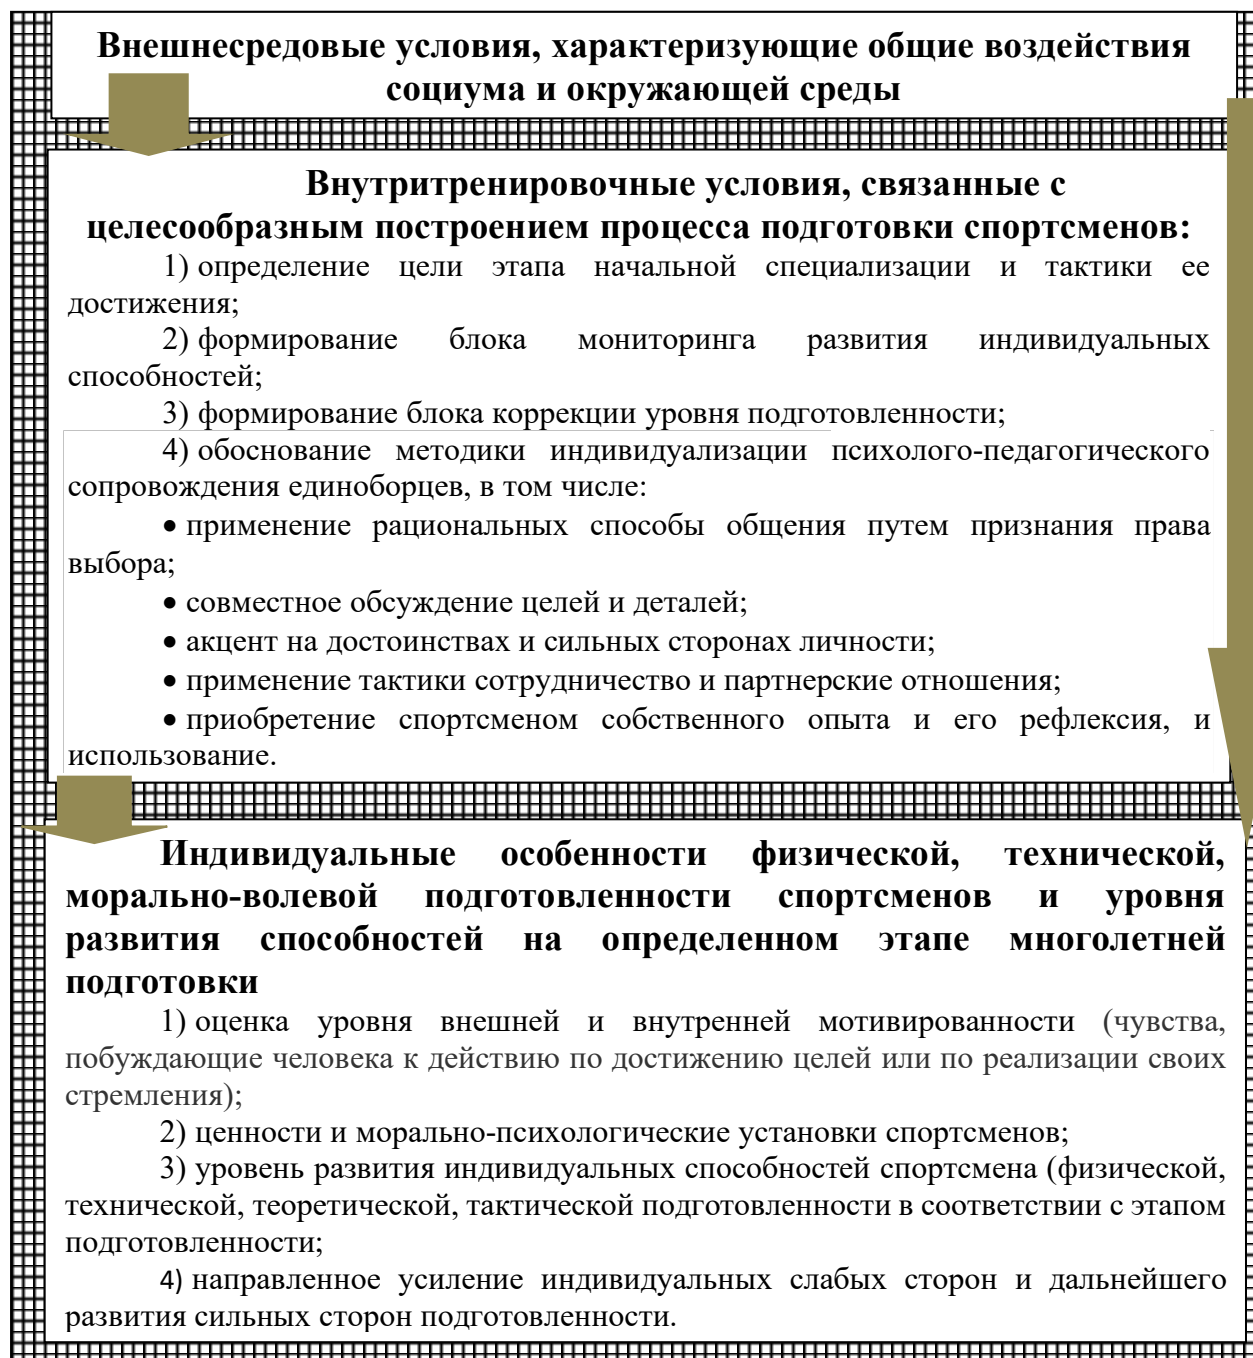 Внешнесредовые условия, характеризующие общие воздействия
социума и окружающей среды
Внутритренировочные условия, связанные с
целесообразным построением процесса подготовки спортсменов:
1) определение цели этапа начальной специализации и тактики ее
достижения;
2) формирование блока мониторинга развития индивидуальных
способностей;
3) формирование блока коррекции уровня подготовленности;
4) обоснование методики индивидуализации психолого-педагогического
сопровождения единоборцев, в том числе:
• применение рациональных способы общения путем признания права
выбора;
• совместное обсуждение целей и деталей;
• акцент на достоинствах и сильных сторонах личности;
• применение тактики сотрудничество и партнерские отношения;
• приобретение спортсменом собственного опыта и его рефлексия, и
использование.
Индивидуальные особенности физической, технической,
морально-волевой подготовленности спортсменов и уровня
развития способностей на определенном этапе многолетней
подготовки
1) оценка уровня внешней и внутренней мотивированности (чувства,
побуждающие человека к действию по достижению целей или по реализации своих
стремления);
2) ценности и морально-психологические установки спортсменов;
3) уровень развития индивидуальных способностей спортсмена (физической,
технической, теоретической, тактической подготовленности в соответствии с этапом
подготовленности;
4) направленное усиление индивидуальных слабых сторон и дальнейшего
развития сильных сторон подготовленности.